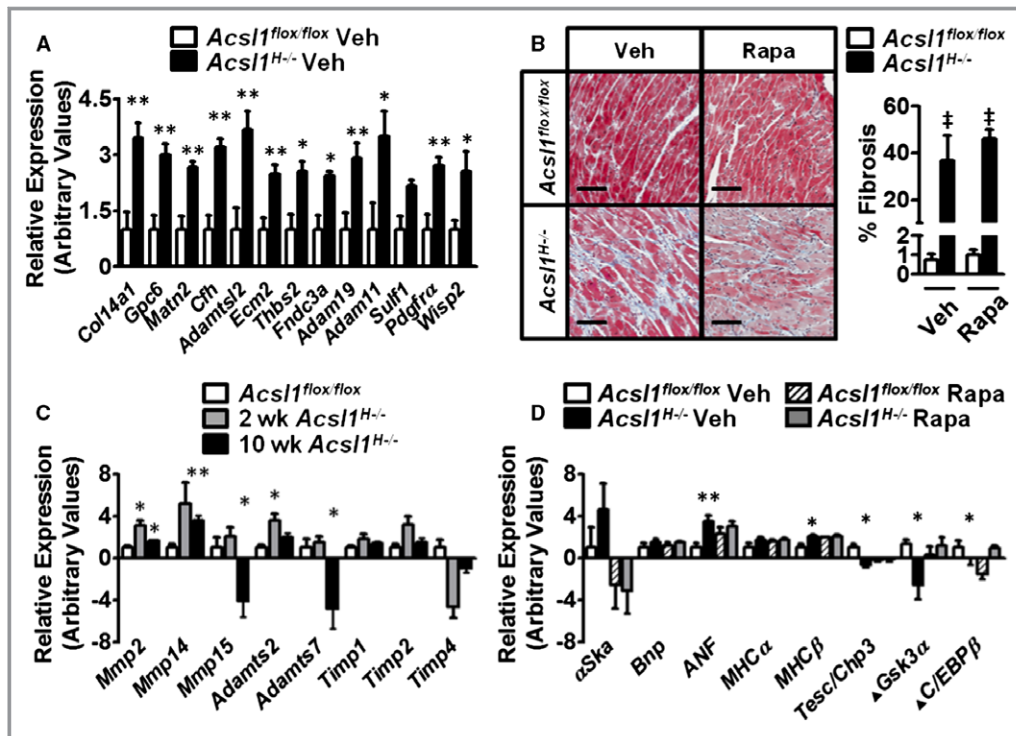 A
Acsl1flox/flox Veh
Acsl1H-/- Veh
Relative Expression
(Arbitrary Values)
4.5
3
1.5
0
** ** ** ** ** ** * * ** * ** *
Col14a1 Gpc6 Matn2 Cfh Adamtsl2 Ecm2 Thbs2 Fndc3a Adam19 Adam11 Sulf1 Pdgfrα Wisp2
B
Veh Rapa
Acsl1flox/flox
Acsl1H-/-
Acsl1flox/flox
Acsl1H-/-
% Fibrosis
60
40
20
2
1
0
‡ ‡
Veh Rapa
C
Acsl1flox/flox
2 wk Acsl1H-/-
10 wk Acsl1H-/-
Relative Expression
(Arbitrary Values)
8
4
0
-4
-8
* * ** * * *
Mmp2 Mmp14 Mmp15 Adamts2 Adamts7 Timp1 Timp2 Timp4
D
Acsl1flox/flox Veh Acsl1flox/flox Rapa
Acsl1H-/- Veh Acsl1H-/- Rapa
Relative Expression
(Arbitrary Values)
8
4
0
-4
-8
** * * * *
αSka Bnp ANF MHCα MHCβ Tesc/Chp3 ▲Gsk3α ▲C/EBPβ